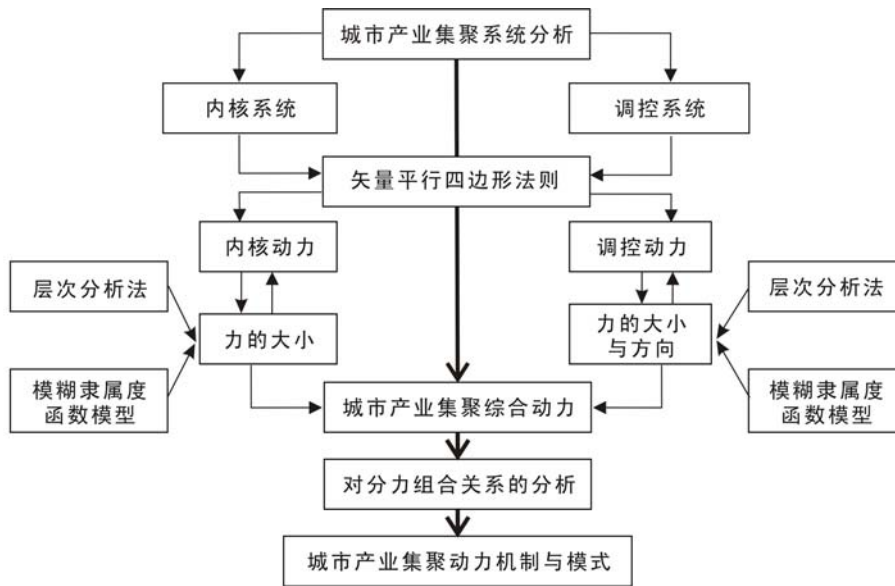 城市产业集聚系统分析
内核系统
调控系统
矢量平行四边形法则
内核动力
调控动力
层次分析法
层次分析法
力的大小
力的大小
与方向
模糊隶属度
函数模型
模糊隶属度
函数模型
城市产业集聚综合动力
对分力组合关系的分析
城市产业集聚动力机制与模式